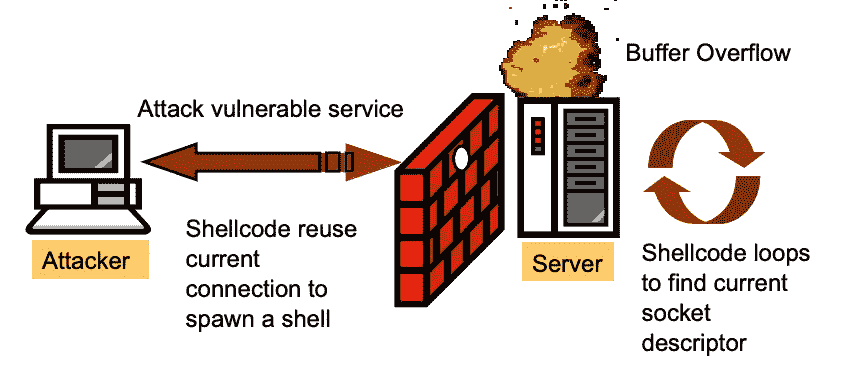 Buffer Overflow
Attack vulnerable service
Attacker
Shellcode reuse
current
connection to
spawn a shell
Server
Shellcode loops
to find current
socket
descriptor